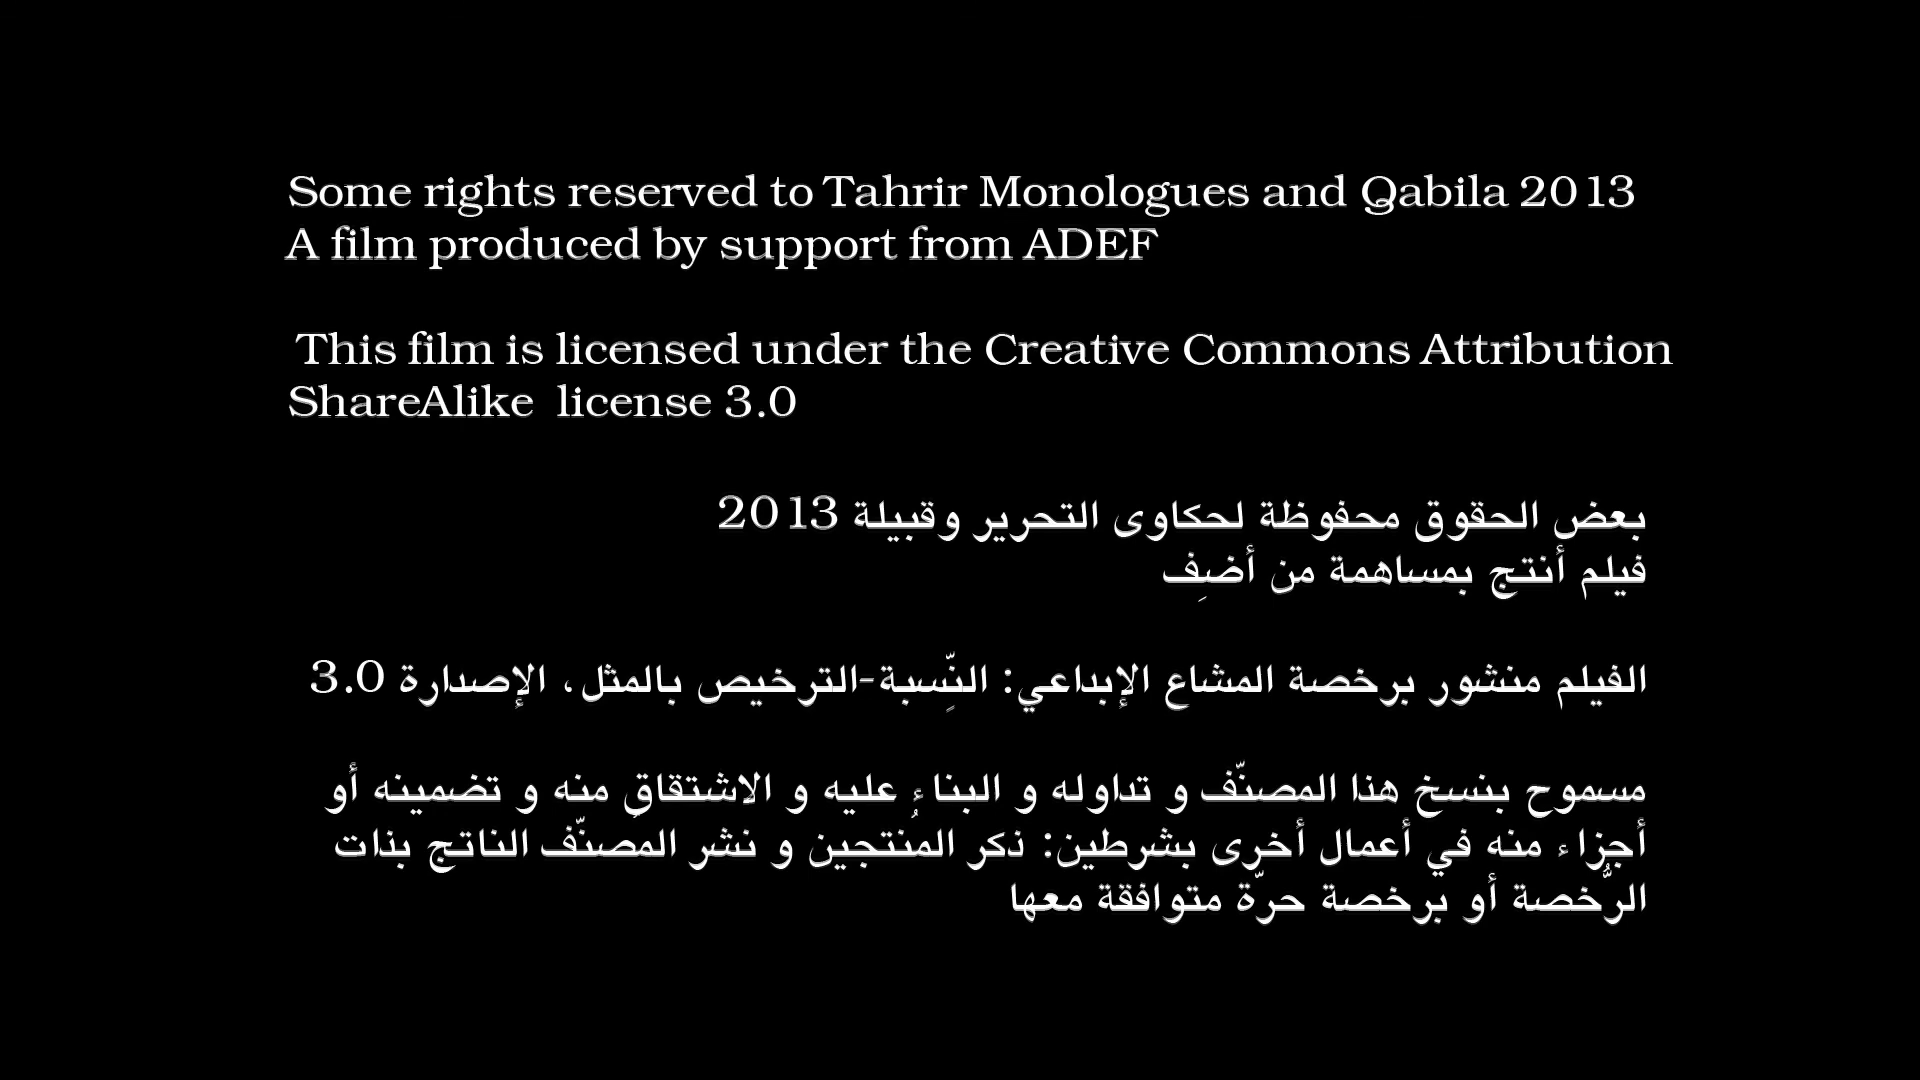 Some rights reserved to Tahrir Monologues and Qabila 2013
A film produced by support from ADEF
This film is licensed under the Creative Commons Attribution
ShareAlike license 3.0
بعض الحقوق محفوظة لحكاوى التحرير وقبيلة 2013
فيلم أنتج بمساهمة من أضِف
الفيلم منشور برخصة المشاع الإبداعي: النِّسبة-الترخيص بالمثل، الإصدارة 3.0
مسموح بنسخ هذا المصنّف و تداوله و البناءِ عليه و الاشتقاقِ منه و تضمينه أو
أجزاء منه في أعمال أخرى بشرطين: ذكر المُنتجين و نشر المُصنّف الناتج بذات
الرُّخصة أو برخصة حرّة متوافقة معها